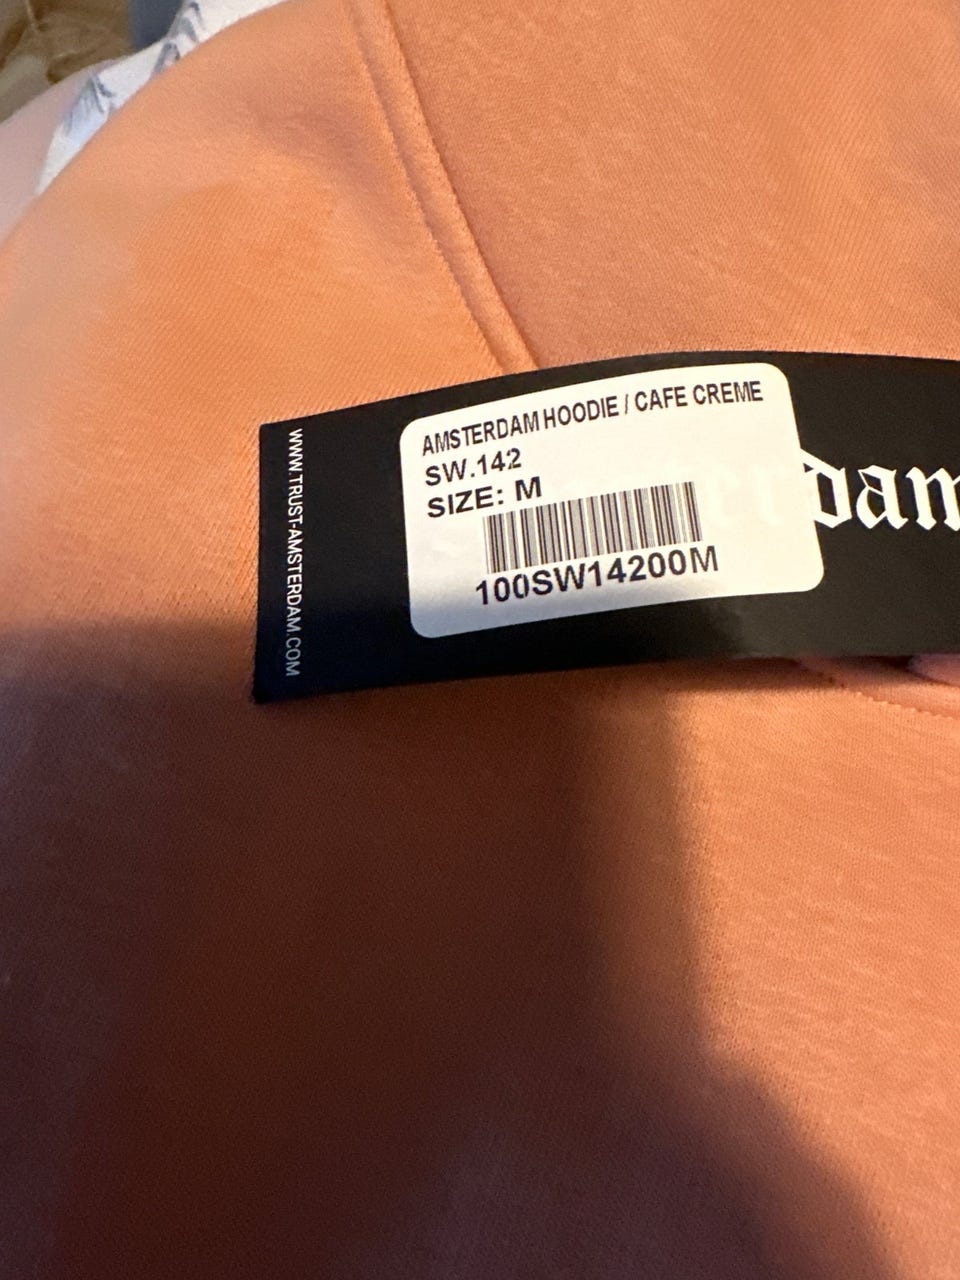 AMSTERDAM HOODIE / CAFE CREME
SW.142
SIZE: M
100SW14200M
WWW.TRUST-AMSTERDAM.COM